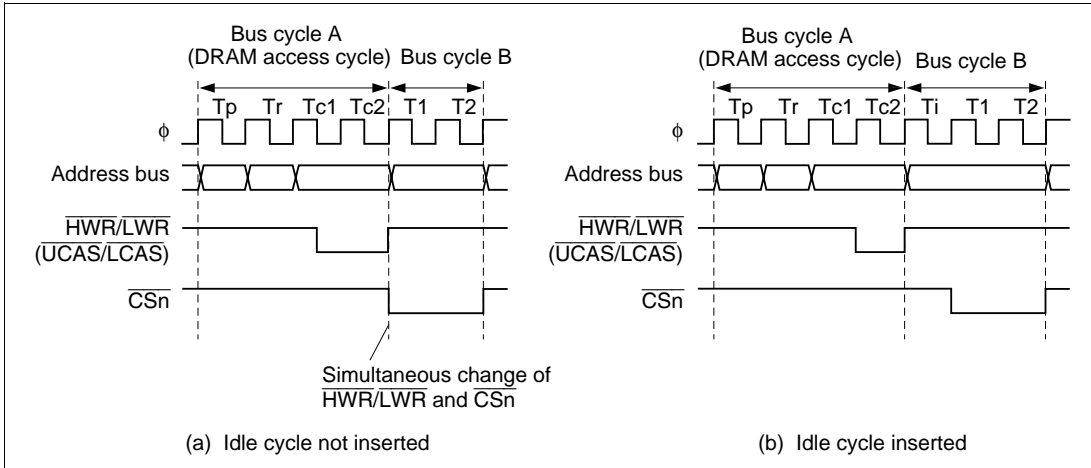 Bus cycle A
(DRAM access cycle)
Bus cycle B
Tp Tr Tc1 Tc2 T1 T2
ϕ
Address bus
HWR/LWR
(UCAS/LCAS)
CSn
Simultaneous change of
HWR/LWR and CSn
(a) Idle cycle not inserted
Bus cycle A
(DRAM access cycle)
Bus cycle B
Tp Tr Tc1 Tc2 Ti T1 T2
ϕ
Address bus
HWR/LWR
(UCAS/LCAS)
CSn
(b) Idle cycle inserted